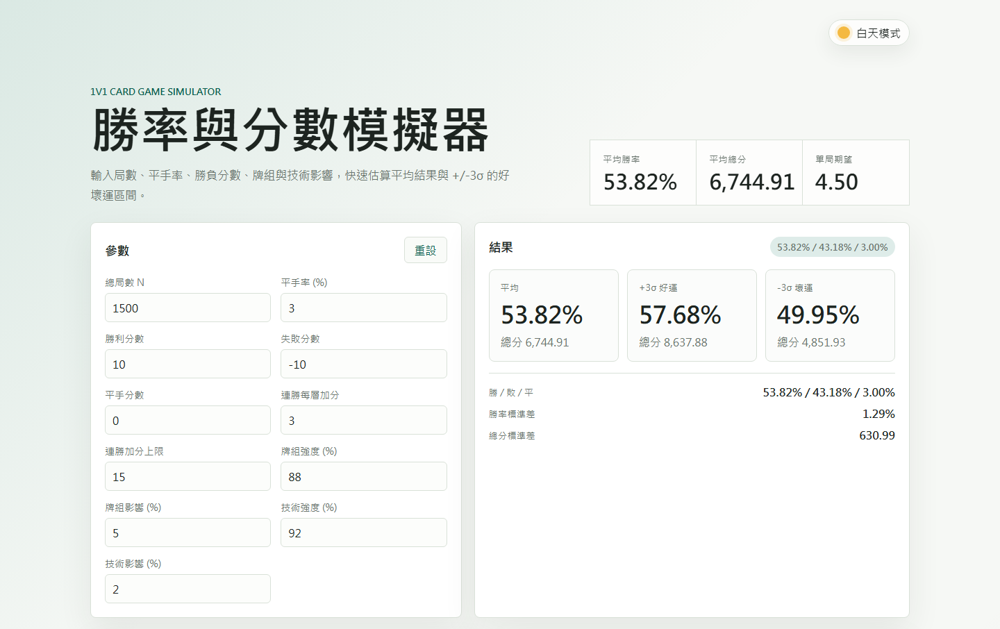 白天模式
1V1 CARD GAME SIMULATOR
勝率與分數模擬器
輸入局數、平手率、勝負分數、牌組與技術影響，快速估算平均結果與 +/-3σ 的好
壞運區間。
平均勝率
53.82%
平均總分
6,744.91
單局期望
4.50
參數
重設
總局數 N
平手率 (%)
1500
3
勝利分數
失敗分數
10
-10
平手分數
連勝每層加分
0
3
連勝加分上限
牌組強度 (%)
15
88
牌組影響 (%)
技術強度 (%)
5
92
技術影響 (%)
2
結果
53.82% / 43.18% / 3.00%
平均
53.82%
總分 6,744.91
+3σ 好運
57.68%
總分 8,637.88
-3σ 壞運
49.95%
總分 4,851.93
勝 / 敗 / 平
53.82% / 43.18% / 3.00%
勝率標準差
1.29%
總分標準差
630.99